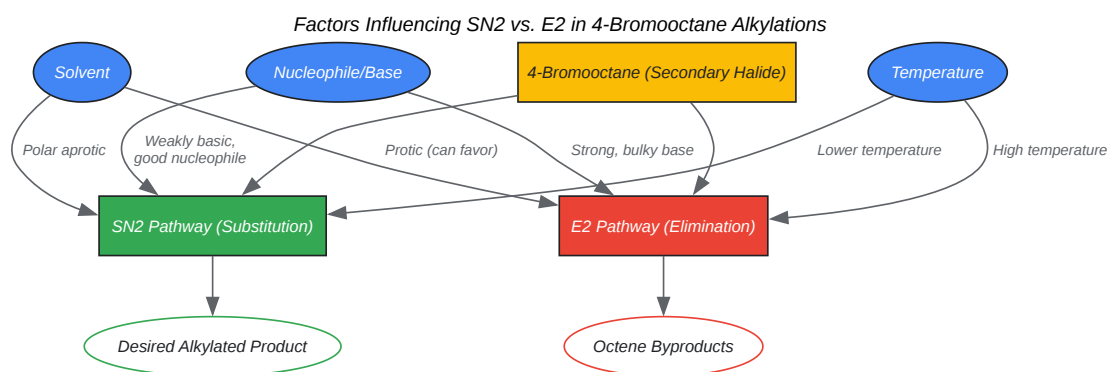 Factors Influencing SN2 vs. E2 in 4-Bromooctane Alkylations
Solvent
Nucleophile/Base
4-Bromooctane (Secondary Halide)
Temperature
Polar aprotic
Weakly basic,
good nucleophile
Protic (can favor)
Strong, bulky base
Lower temperature
High temperature
SN2 Pathway (Substitution)
E2 Pathway (Elimination)
Desired Alkylated Product
Octene Byproducts